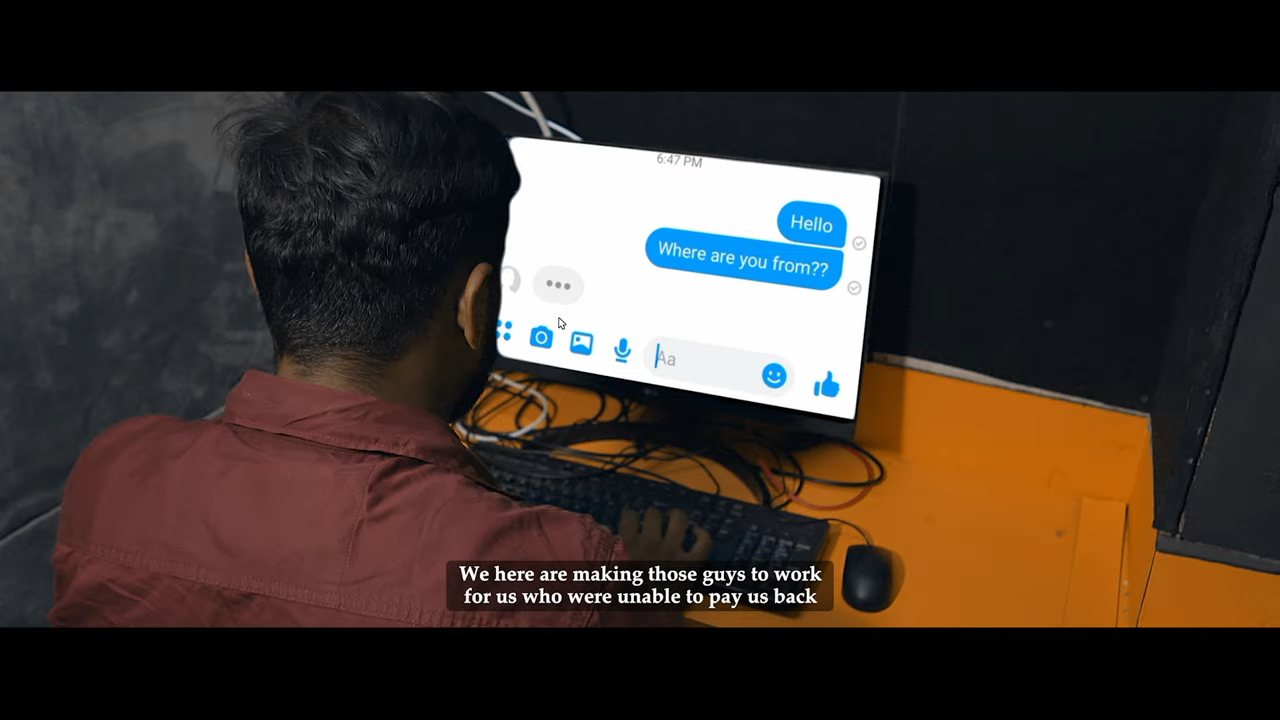 6:47 PM
Hello
Where are you from??
Aa
We here are making those guys to work
for us who were unable to pay us back